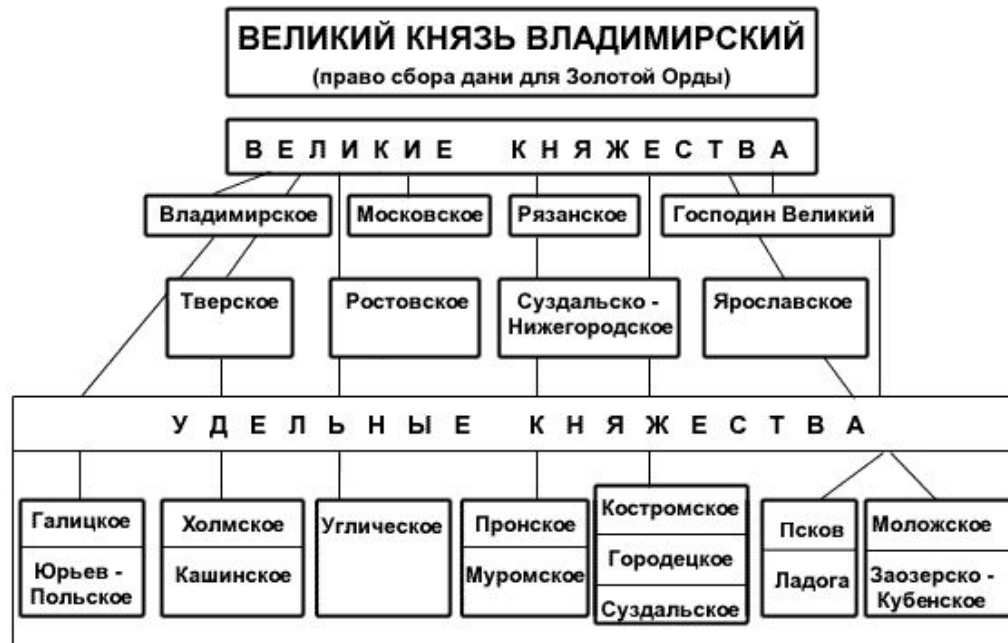 ВЕЛИКИЙ КНЯЗЬ ВЛАДИМИРСКИЙ
(право сбора дани для Золотой Орды)
ВЕЛИКИЕ КНЯЖЕСТВА
Владимирское
Московское
Рязанское
Господин Великий
Тверское
Ростовское
Суздальско -
Нижегородское
Ярославское
УДЕЛЬНЫЕ КНЯЖЕСТВА
Галицкое
Юрьев -
Польское
Холмское
Кашинское
Углическое
Пронское
Муромское
Костромское
Городецкое
Суздальское
Псков
Ладога
Моложское
Заозерско -
Кубенское